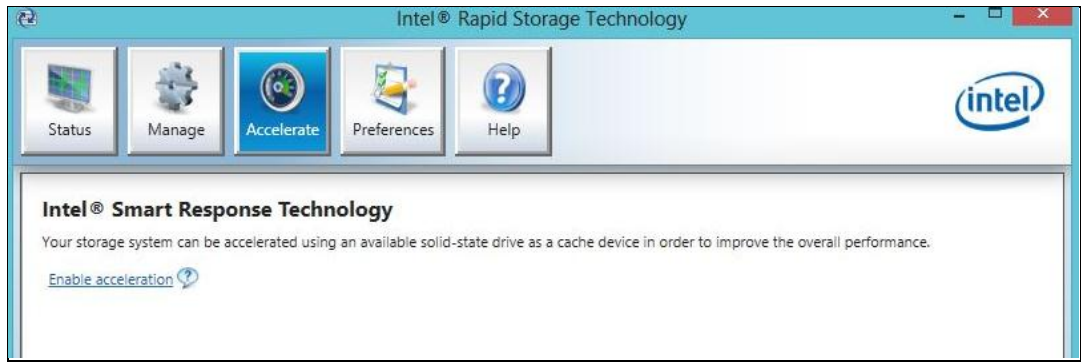 Intel® Rapid Storage Technology
Status Manage Accelerate Preferences Help
intel
Intel® Smart Response Technology
Your storage system can be accelerated using an available solid-state drive as a cache device in order to improve the overall performance.
Enable acceleration